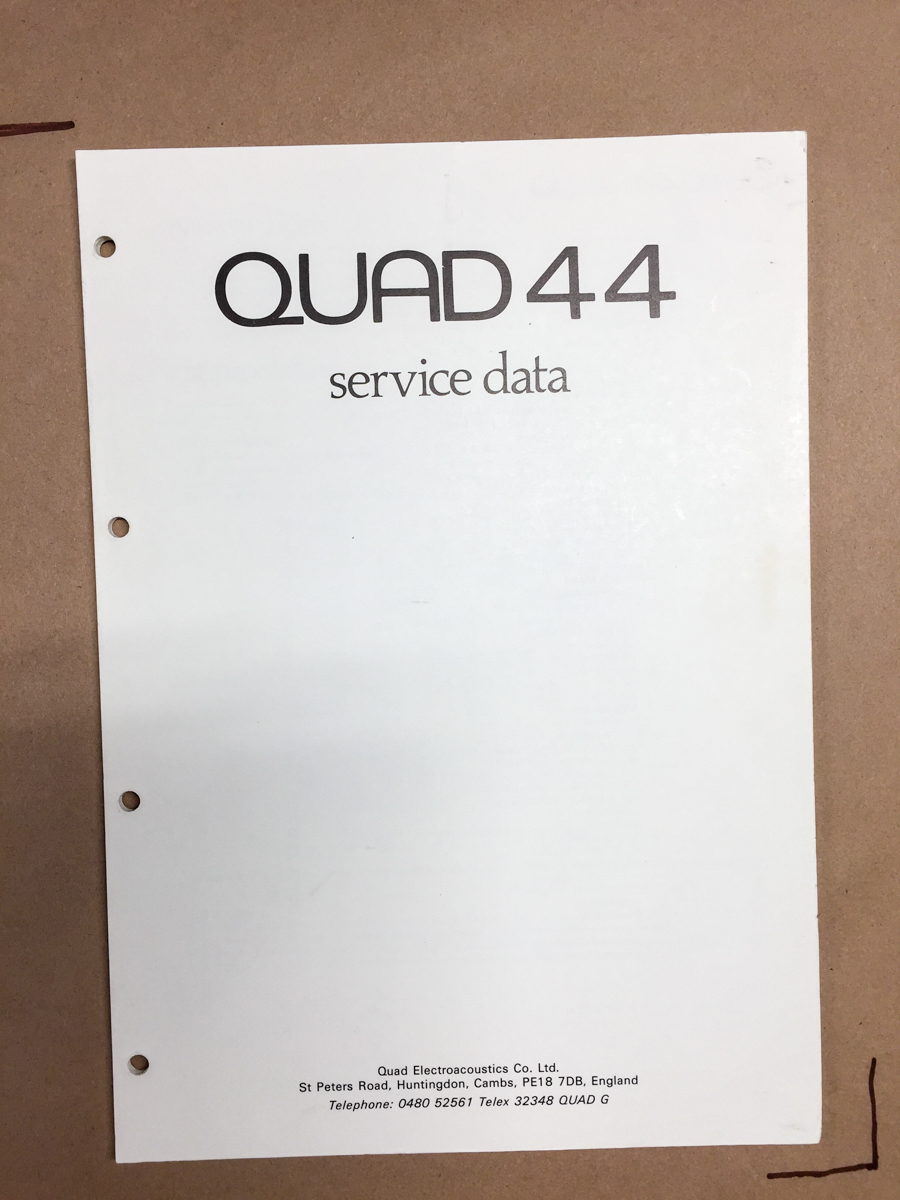 QUAD 44
service data
Quad Electroacoustics Co. Ltd.
St Peters Road, Huntingdon, Cambs, PE18 7DB, England
Telephone: 0480 52561 Telex 32348 QUAD G